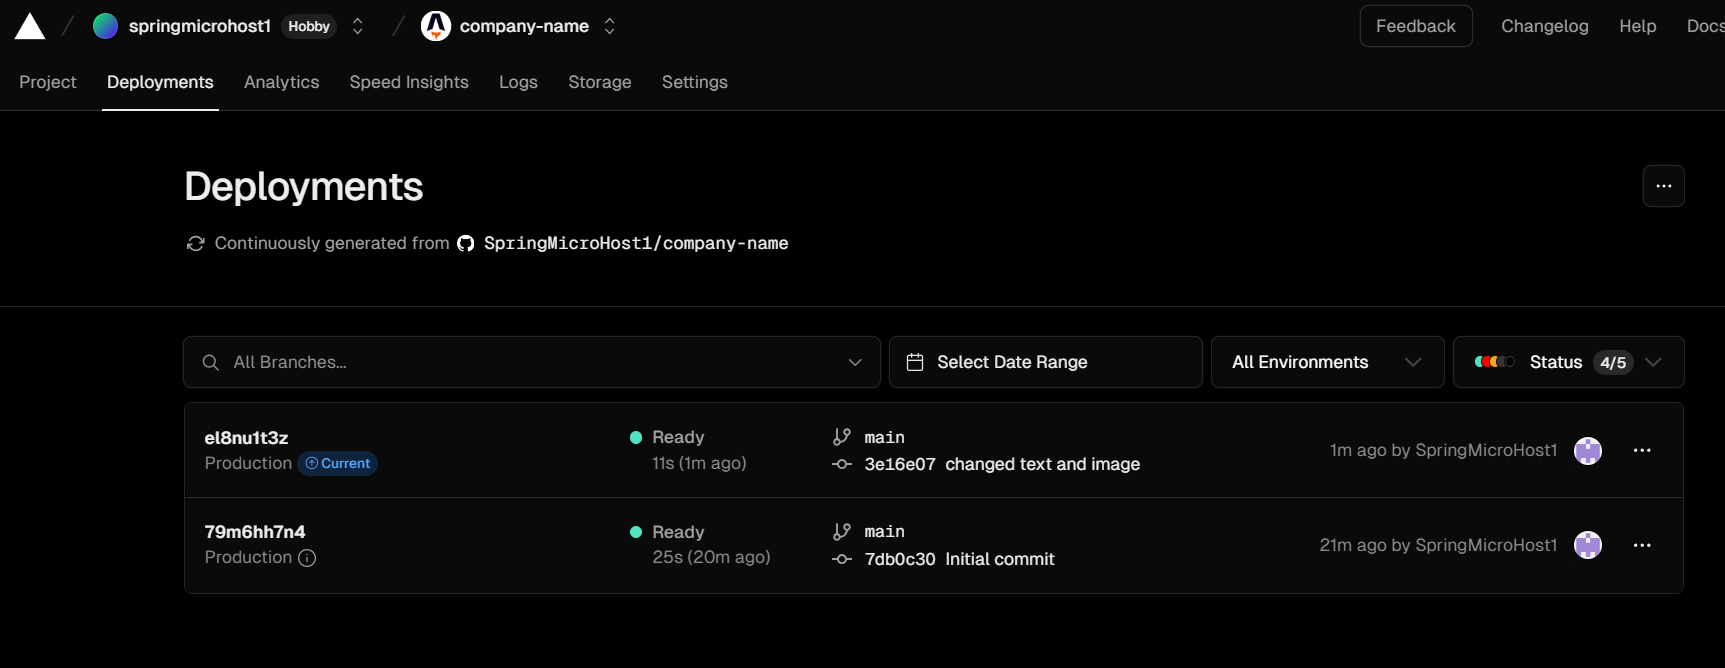 springmicrohost1 Hobby company-name Feedback Changelog Help Docs
Project Deployments Analytics Speed Insights Logs Storage Settings
Deployments
Continuously generated from SpringMicroHost1/company-name
All Branches... Select Date Range All Environments Status 4/5
el8nu1t3z Ready main
Production Current 11s (1m ago) 3e16e07 changed text and image 1m ago by SpringMicroHost1
79m6hh7n4 Ready main
Production 25s (20m ago) 7db0c30 Initial commit 21m ago by SpringMicroHost1